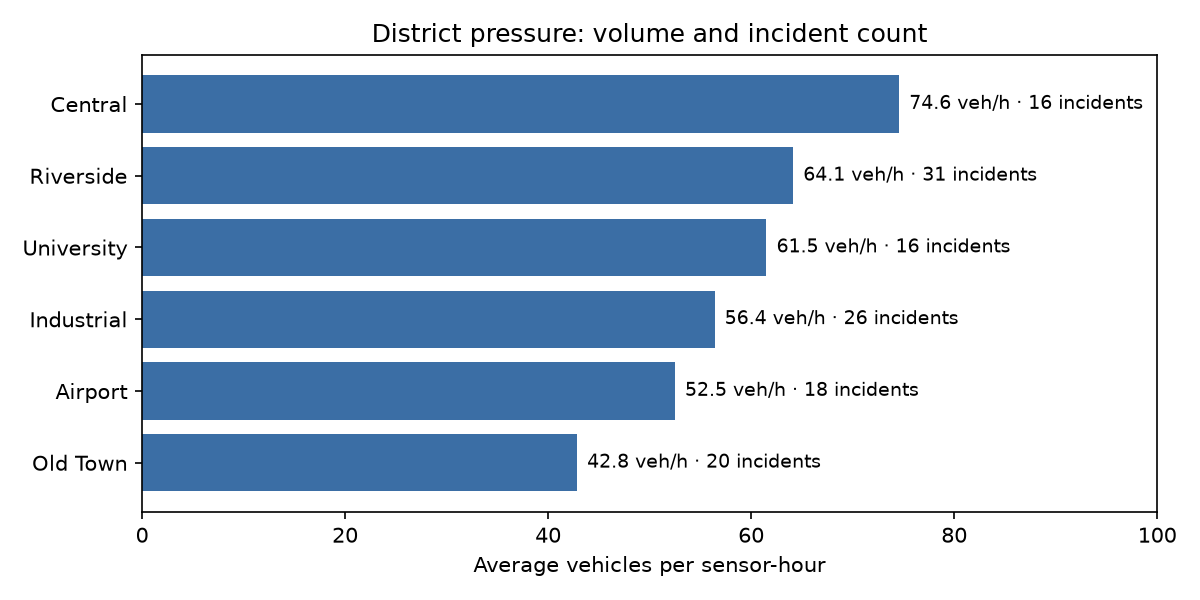 District pressure: volume and incident count
Central
74.6 veh/h · 16 incidents
Riverside
64.1 veh/h · 31 incidents
University
61.5 veh/h · 16 incidents
Industrial
56.4 veh/h · 26 incidents
Airport
52.5 veh/h · 18 incidents
Old Town
42.8 veh/h · 20 incidents
0 20 40 60 80 100
Average vehicles per sensor-hour